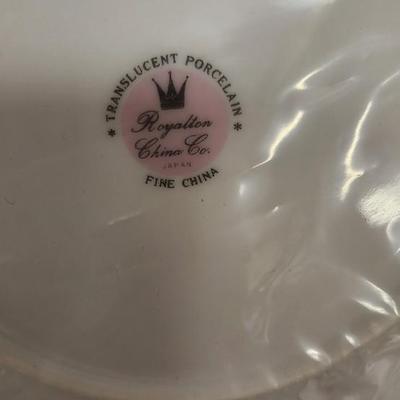 * TRANSLUCENT PORCELAIN *
Royalton
China Co.
JAPAN
FINE CHINA